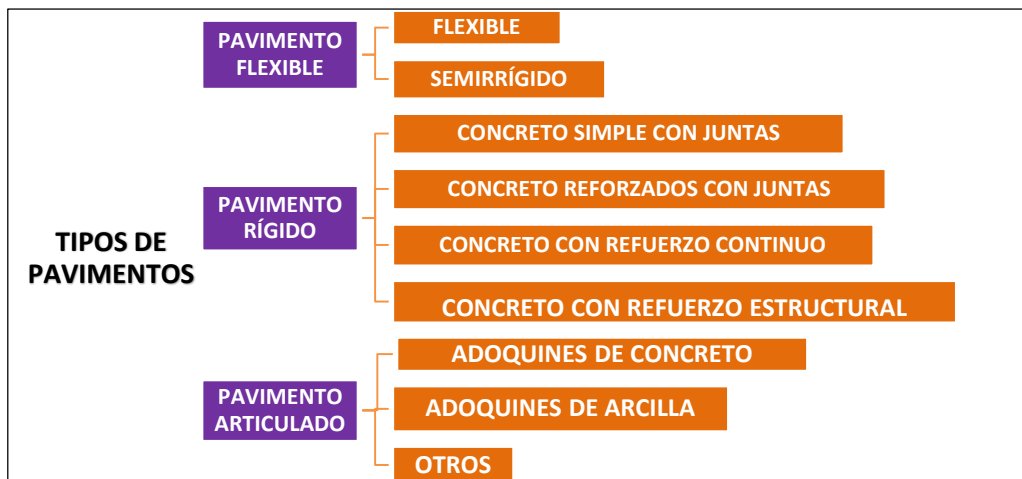 TIPOS DE
PAVIMENTOS
PAVIMENTO
FLEXIBLE
FLEXIBLE
SEMIRRÍGIDO
PAVIMENTO
RÍGIDO
CONCRETO SIMPLE CON JUNTAS
CONCRETO REFORZADOS CON JUNTAS
CONCRETO CON REFUERZO CONTINUO
CONCRETO CON REFUERZO ESTRUCTURAL
PAVIMENTO
ARTICULADO
ADOQUINES DE CONCRETO
ADOQUINES DE ARCILLA
OTROS